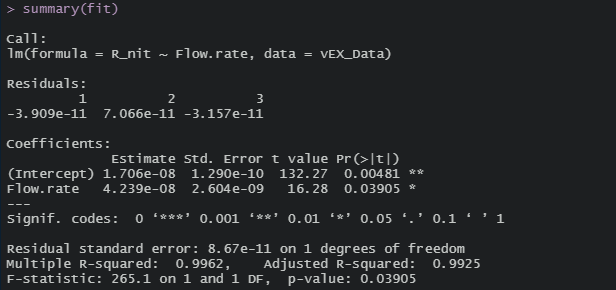 > summary(fit)

Call:
lm(formula = R_nit ~ Flow.rate, data = vEX_Data)

Residuals:
         1          2          3
-3.909e-11  7.066e-11 -3.157e-11

Coefficients:
             Estimate Std. Error t value Pr(>|t|)
(Intercept) 1.706e-08  1.290e-10  132.27  0.00481 **
Flow.rate   4.239e-08  2.604e-09   16.28  0.03905 *
---
Signif. codes:  0 ‘***’ 0.001 ‘**’ 0.01 ‘*’ 0.05 ‘.’ 0.1 ‘ ’ 1

Residual standard error: 8.67e-11 on 1 degrees of freedom
Multiple R-squared:  0.9962,    Adjusted R-squared:  0.9925
F-statistic: 265.1 on 1 and 1 DF,  p-value: 0.03905